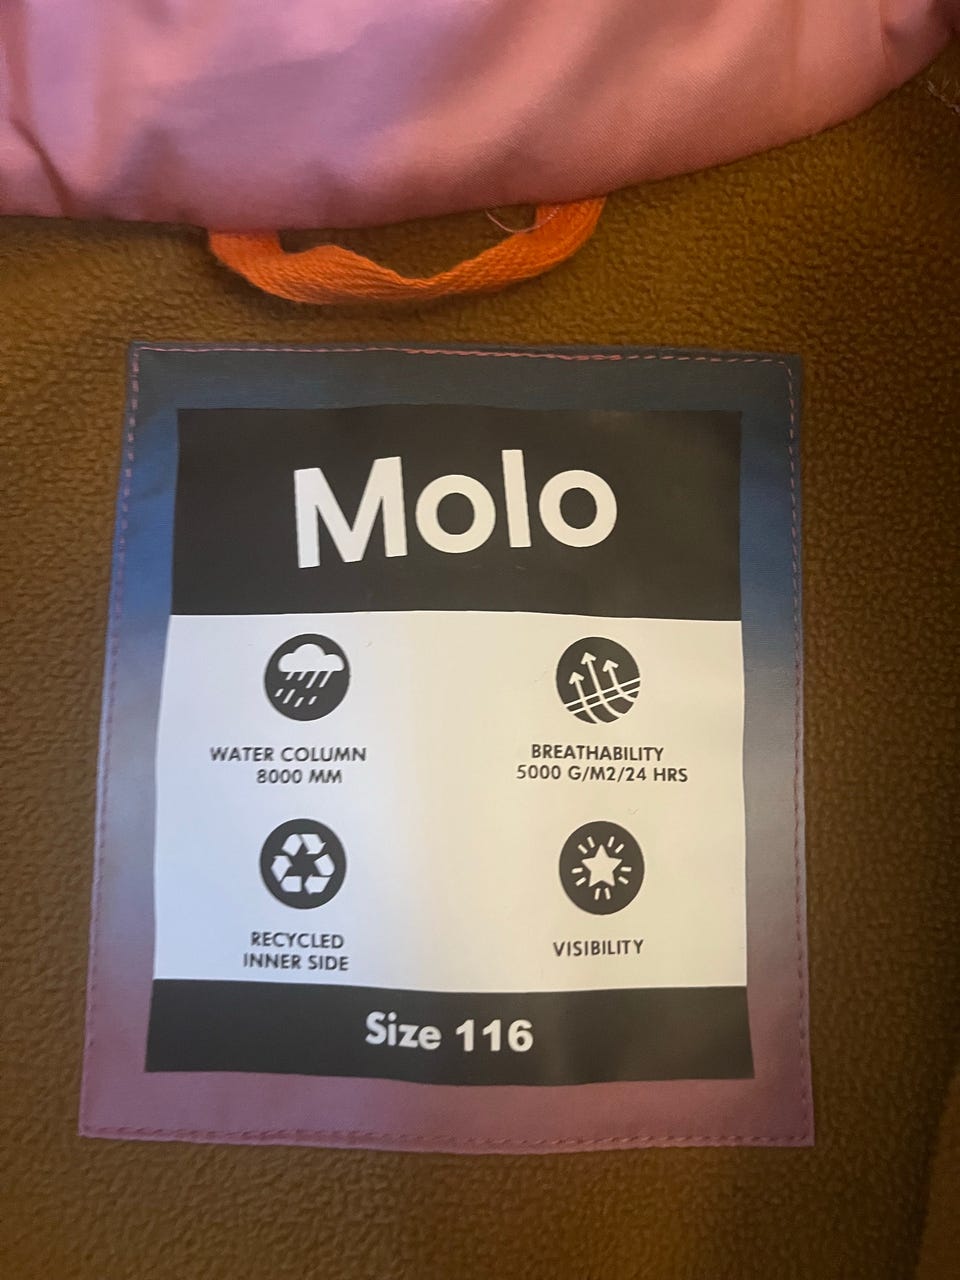 Molo
WATER COLUMN
8000 MM
BREATHABILITY
5000 G/M2/24 HRS
RECYCLED
INNER SIDE
VISIBILITY
Size 116